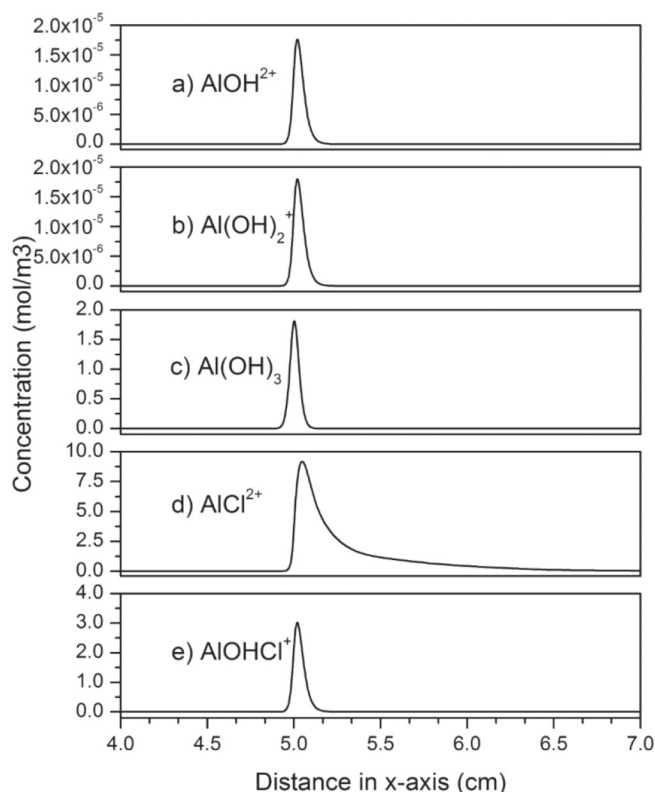 2.0x10⁻⁵
1.5x10⁻⁵
1.0x10⁻⁵
5.0x10⁻⁶
0.0
a) AlOH²⁺
2.0x10⁻⁵
1.5x10⁻⁵
1.0x10⁻⁵
5.0x10⁻⁶
0.0
b) Al(OH)₂⁺
2.0
1.5
1.0
0.5
0.0
c) Al(OH)₃
10.0
7.5
5.0
2.5
0.0
d) AlCl²⁺
4.0
3.0
2.0
1.0
0.0
e) AlOHCl⁺
Concentration (mol/m3)
4.0 4.5 5.0 5.5 6.0 6.5 7.0
Distance in x-axis (cm)